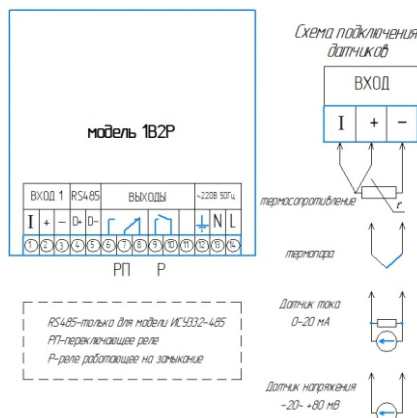 Схема подключения
датчиков
ВХОД
I + −
модель 1В2Р
ВХОД 1 RS485 ВЫХОДЫ ~220В 50Гц
I + − D+ D− N L
1 2 3 4 5 6 7 8 9 10 11 12 13 14
РП Р
термосопротивление
r
термопара
Датчик тока
0-20 мА
Датчик напряжения
-20- +80 мВ
RS485-только для модели ИСУ332-485
РП-переключающее реле
Р-реле работающее на замыкание